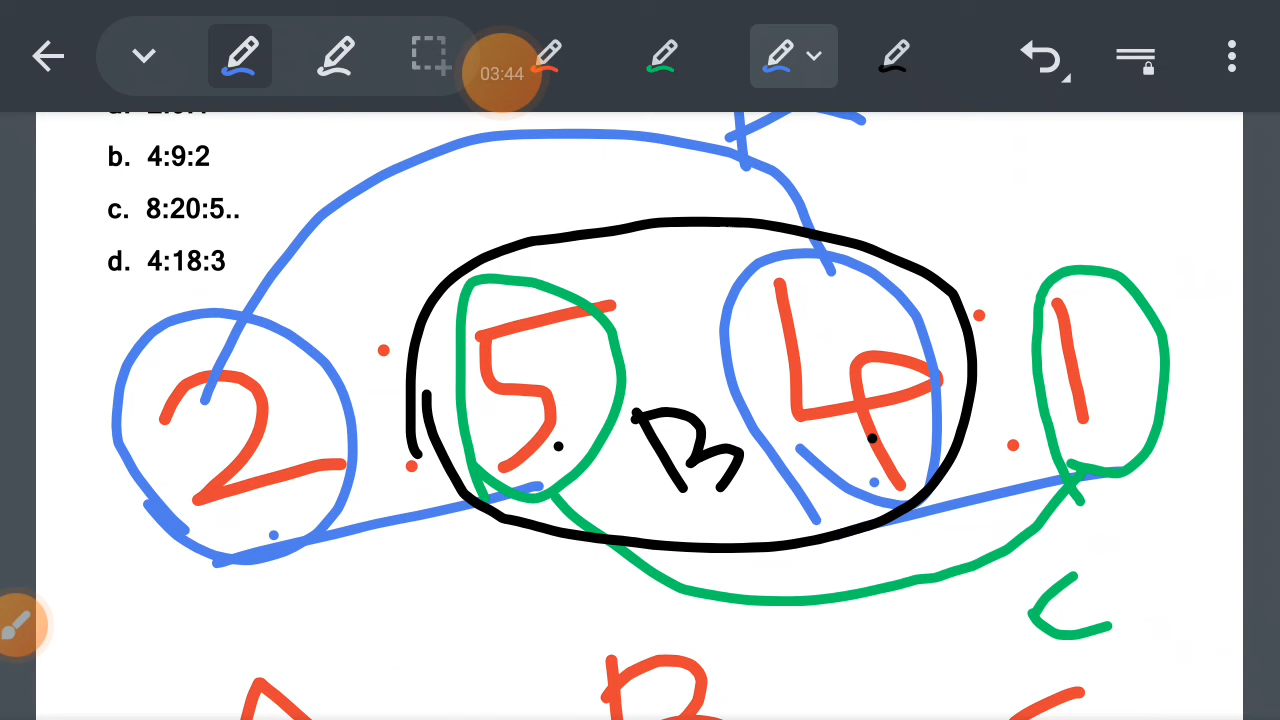 03:44
b. 4:9:2
c. 8:20:5..
d. 4:18:3
2 : 5 B 4 : 1
C
B